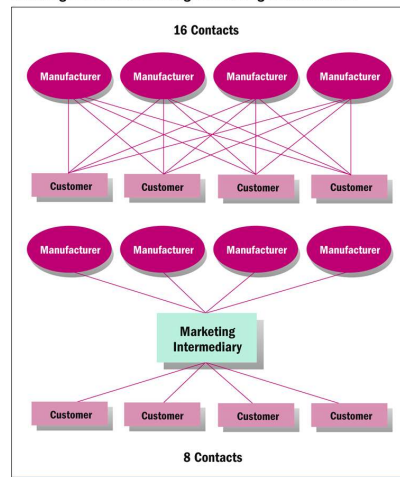 16 Contacts
Manufacturer
Manufacturer
Manufacturer
Manufacturer
Customer
Customer
Customer
Customer
Manufacturer
Manufacturer
Manufacturer
Manufacturer
Marketing
Intermediary
Customer
Customer
Customer
Customer
8 Contacts